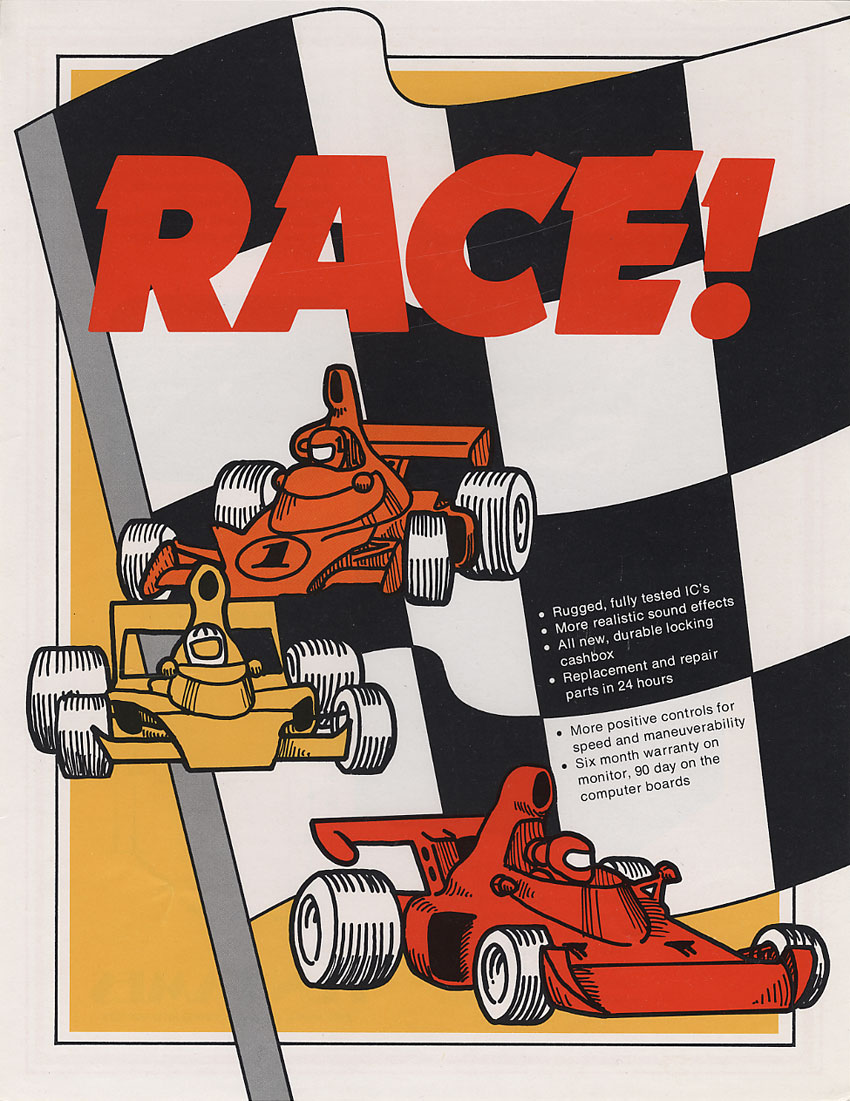 RACE!
1
• Rugged, fully tested IC's
• More realistic sound effects
• All new, durable locking
cashbox
• Replacement and repair
parts in 24 hours
• More positive controls for
speed and maneuverability
• Six month warranty on
monitor, 90 day on the
computer boards